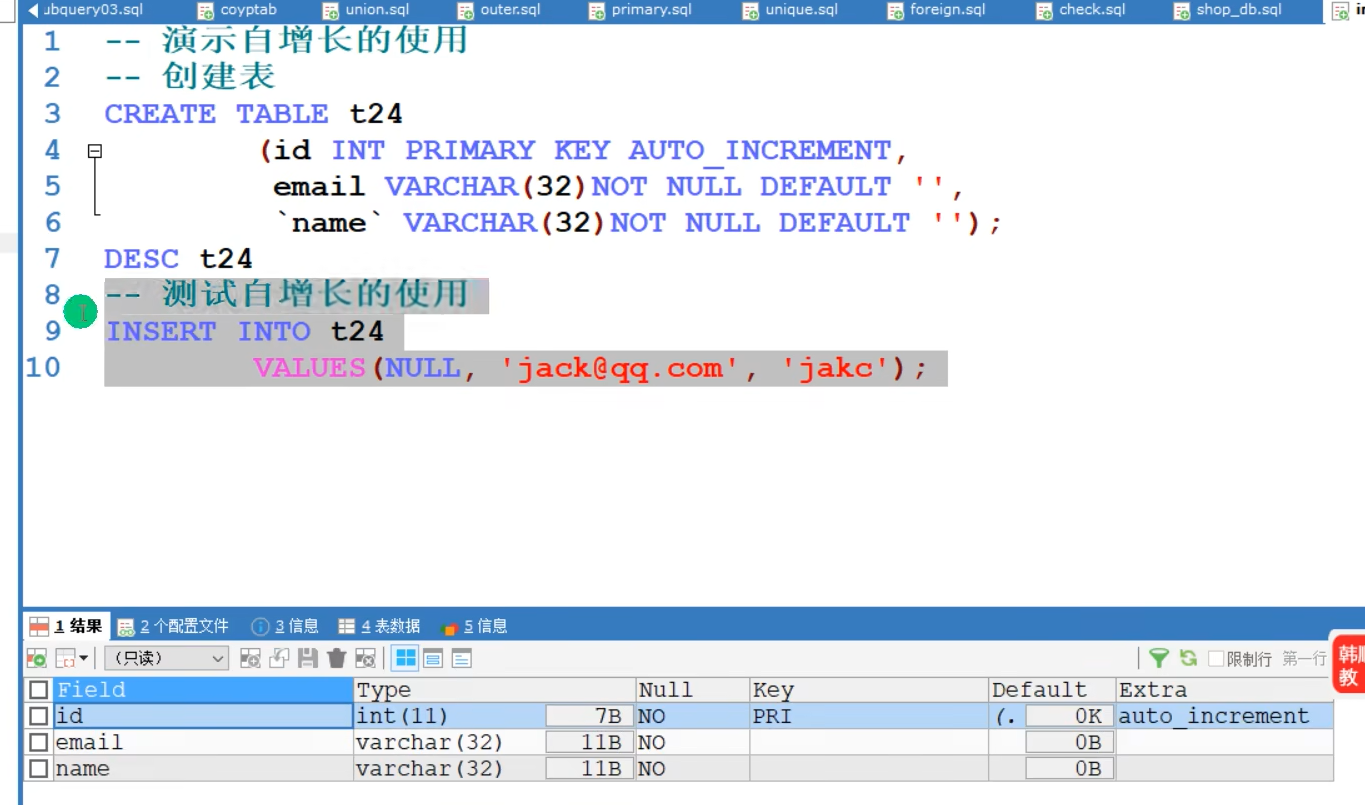 ubquery03.sql coyptab union.sql outer.sql primary.sql unique.sql foreign.sql check.sql shop_db.sql
1 -- 演示自增长的使用
2 -- 创建表
3 CREATE TABLE t24
4 (id INT PRIMARY KEY AUTO_INCREMENT,
5 email VARCHAR(32)NOT NULL DEFAULT '',
6 `name` VARCHAR(32)NOT NULL DEFAULT '');
7 DESC t24
8 -- 测试自增长的使用
9 INSERT INTO t24
10 VALUES(NULL, 'jack@qq.com', 'jakc');
1 结果 2 个配置文件 3 信息 4 表数据 5 信息
(只读) 限制行 第一行
韩顺
教
Field Type Null Key Default Extra
id int(11) 7B NO PRI (. 0K auto_increment
email varchar(32) 11B NO 0B
name varchar(32) 11B NO 0B